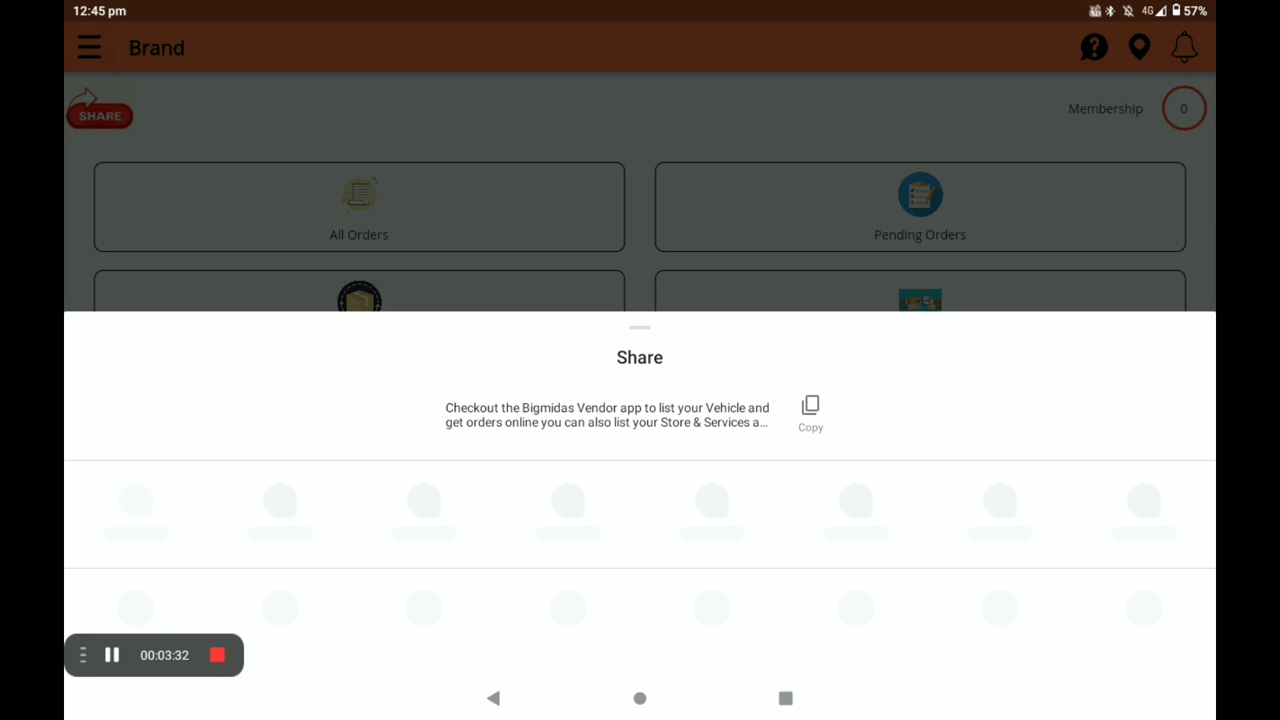 12:45 pm
4G 57%
Brand
SHARE
Membership
0
All Orders
Pending Orders
Share
Checkout the Bigmidas Vendor app to list your Vehicle and
get orders online you can also list your Store & Services a...
Copy
00:03:32